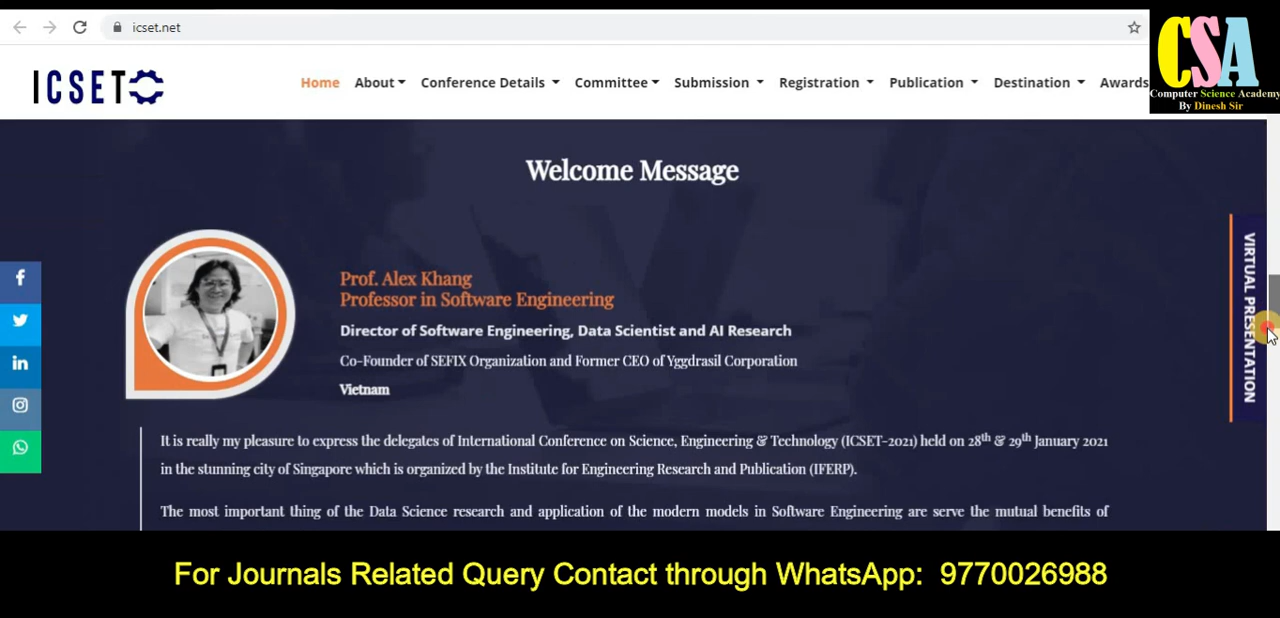 icset.net
CSA
Computer Science Academy
By Dinesh Sir
ICSET
Home About Conference Details Committee Submission Registration Publication Destination Awards
Welcome Message
Prof. Alex Khang
Professor in Software Engineering
Director of Software Engineering, Data Scientist and AI Research
Co-Founder of SEFIX Organization and Former CEO of Yggdrasil Corporation
Vietnam
VIRTUAL PRESENTATION
It is really my pleasure to express the delegates of International Conference on Science, Engineering & Technology (ICSET-2021) held on 28th & 29th January 2021
in the stunning city of Singapore which is organized by the Institute for Engineering Research and Publication (IFERP).
The most important thing of the Data Science research and application of the modern models in Software Engineering are serve the mutual benefits of
For Journals Related Query Contact through WhatsApp: 9770026988